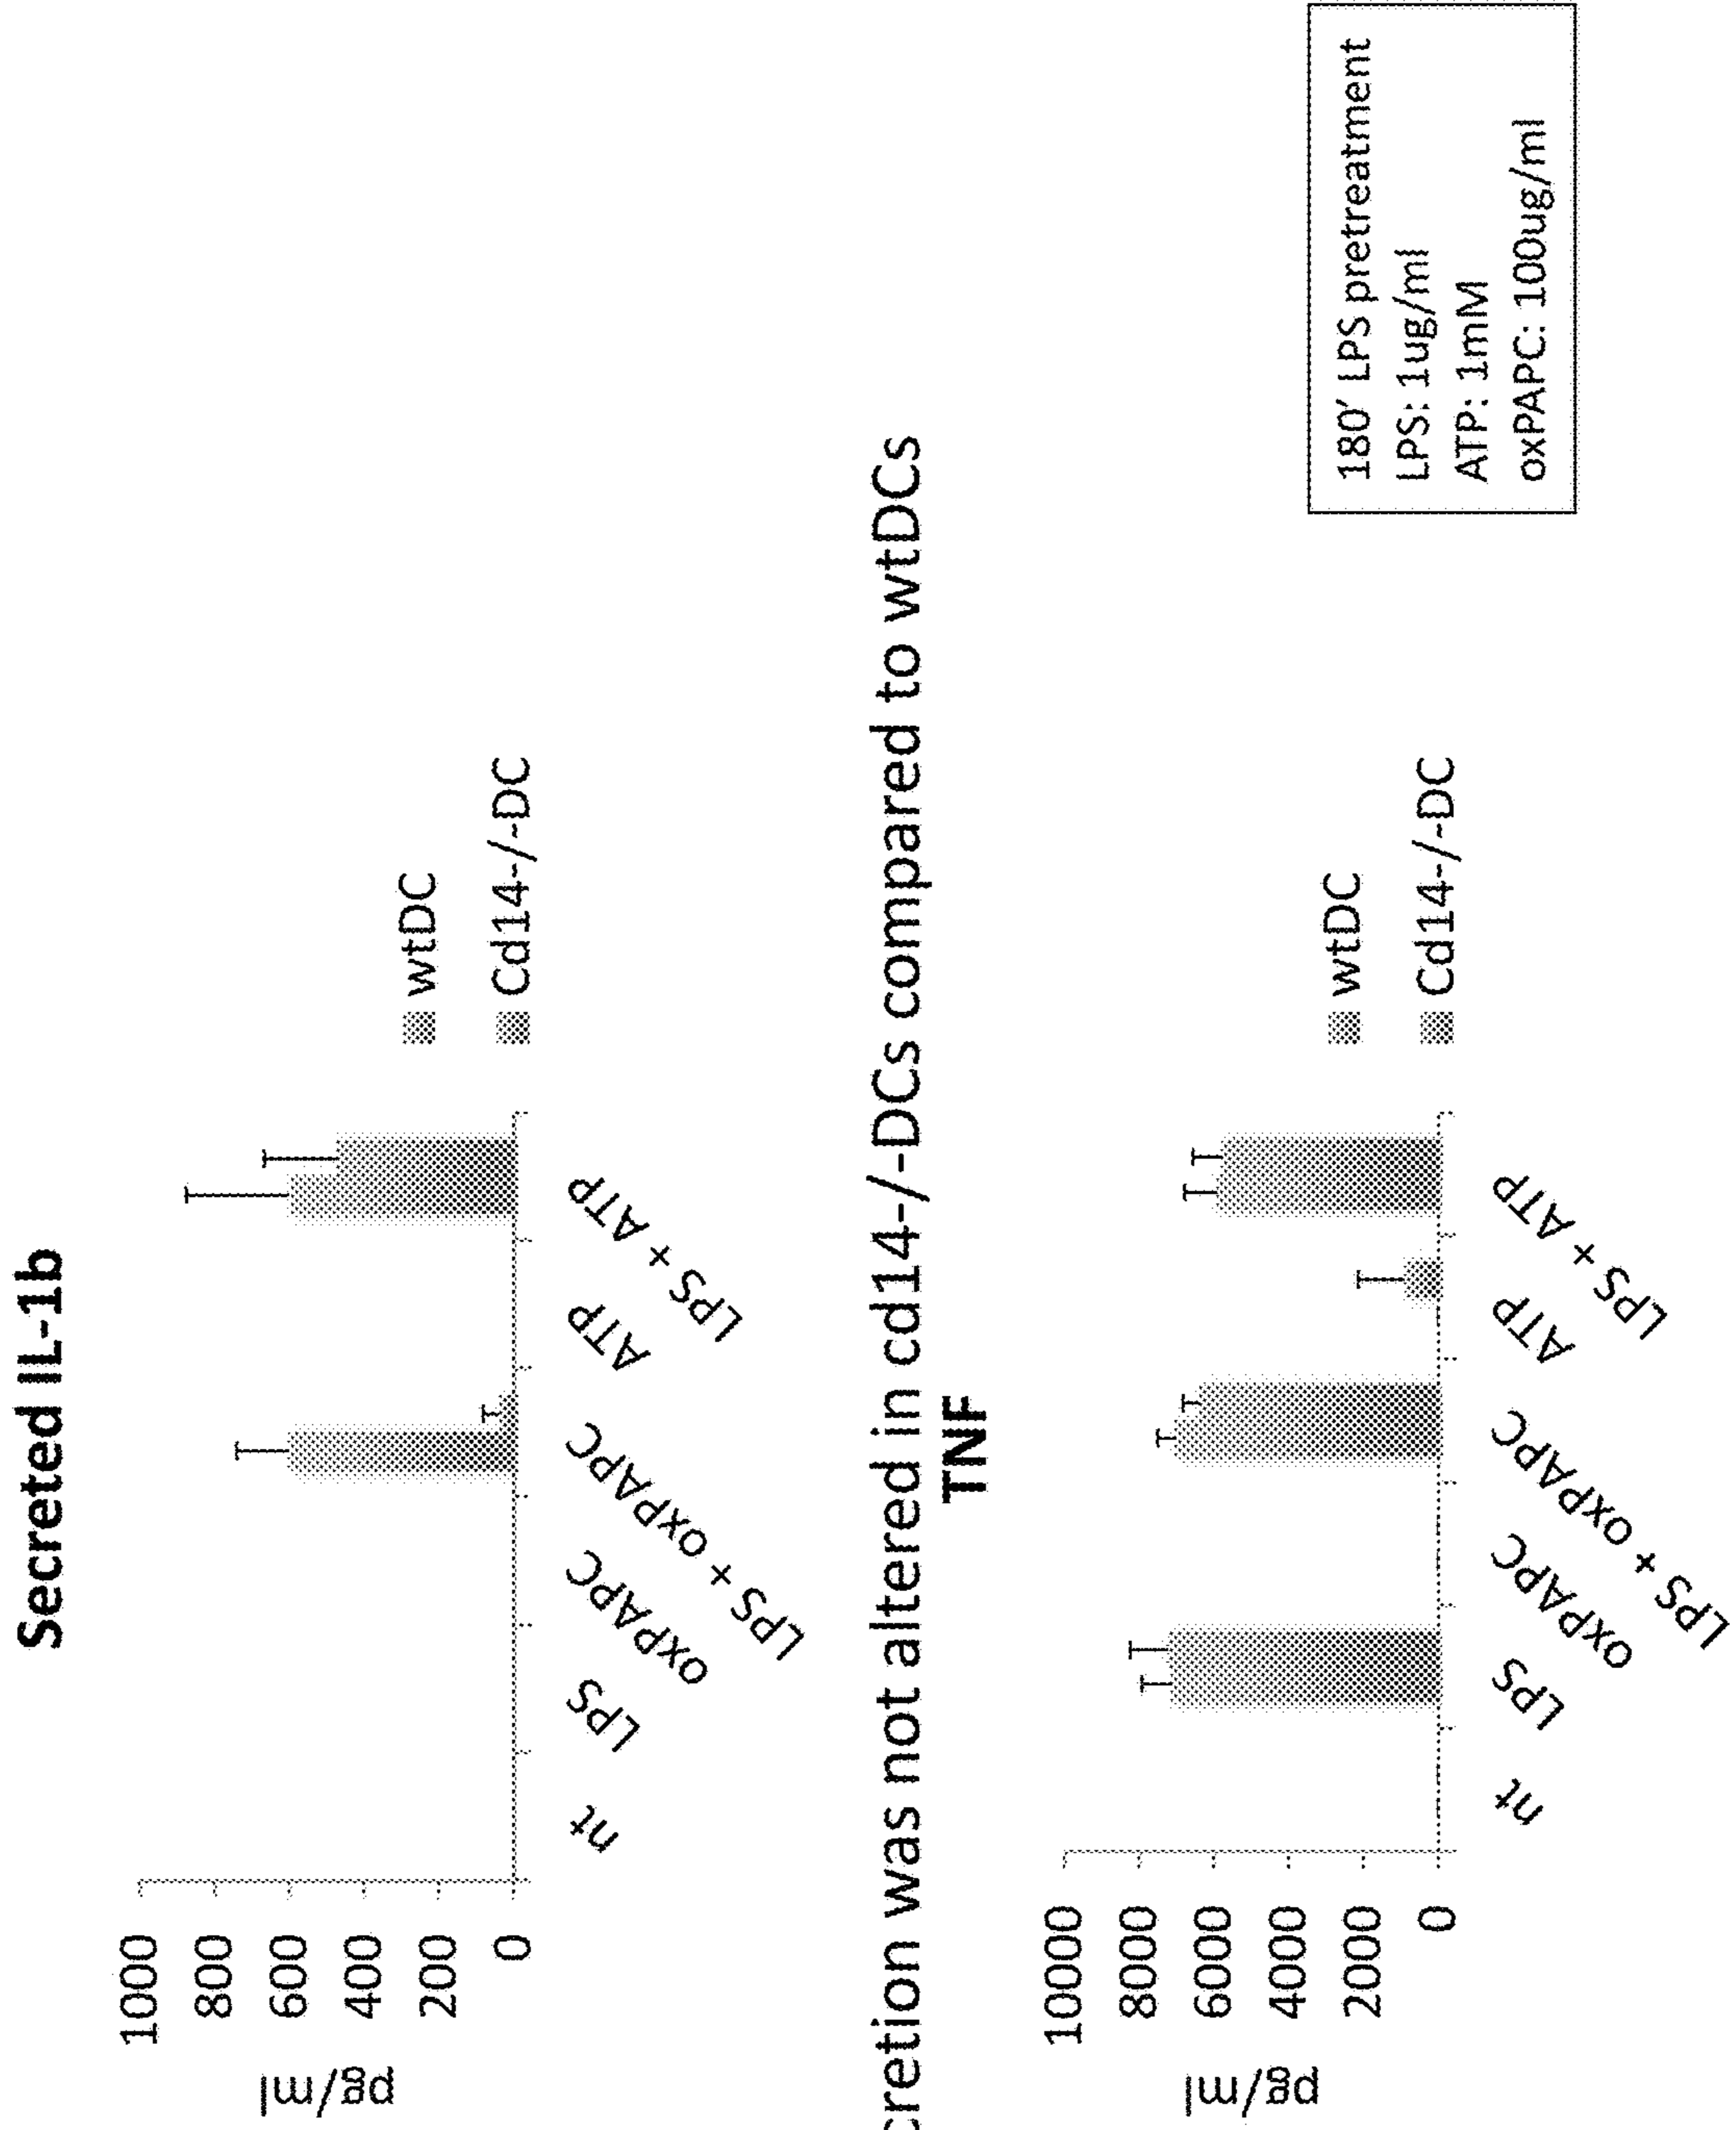 Secreted IL-1b
pg/ml
1000
800
600
400
200
0
nt
LPS
oxPAPC
LPS + oxPAPC
ATP
LPS + ATP
wtDC
Cd14-/-DC
cretion was not altered in cd14-/-DCs compared to wtDCs
TNF
pg/ml
10000
8000
6000
4000
2000
0
nt
LPS
oxPAPC
LPS + oxPAPC
ATP
LPS + ATP
wtDC
Cd14-/-DC
180' LPS pretreatment
LPS: 1ug/ml
ATP: 1mM
oxPAPC: 100ug/ml